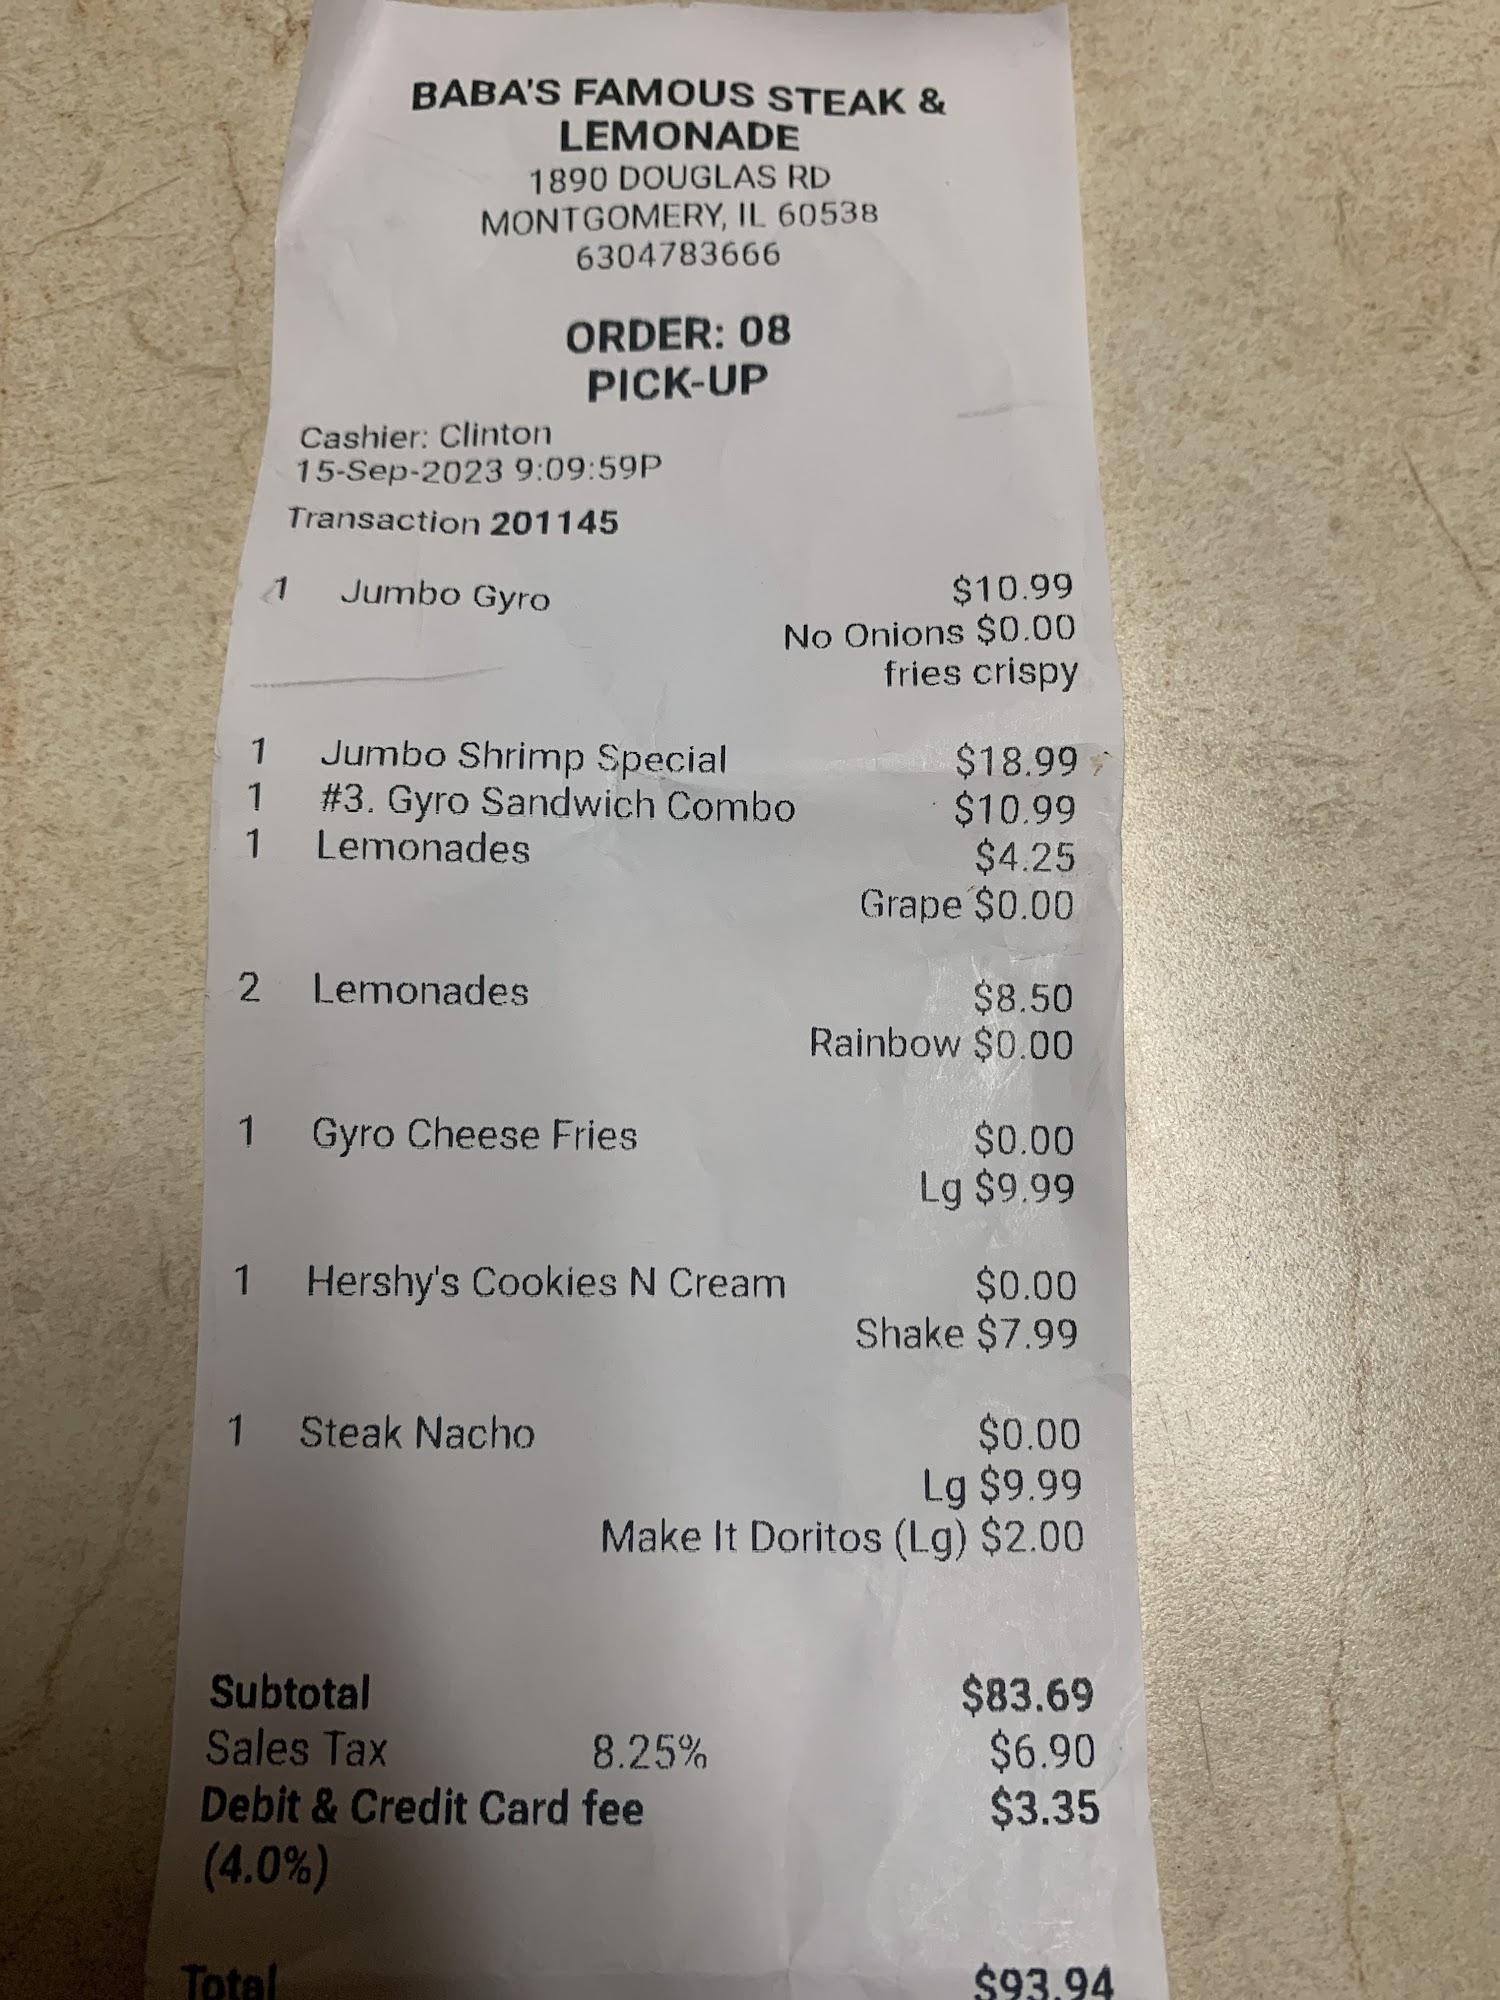 BABA'S FAMOUS STEAK &
LEMONADE
1890 DOUGLAS RD
MONTGOMERY, IL 60538
6304783666
ORDER: 08
PICK-UP
Cashier: Clinton
15-Sep-2023 9:09:59P
Transaction 201145
1 Jumbo Gyro $10.99
No Onions $0.00
fries crispy
1 Jumbo Shrimp Special $18.99
1 #3. Gyro Sandwich Combo $10.99
1 Lemonades $4.25
Grape $0.00
2 Lemonades $8.50
Rainbow $0.00
1 Gyro Cheese Fries $0.00
Lg $9.99
1 Hershy's Cookies N Cream $0.00
Shake $7.99
1 Steak Nacho $0.00
Lg $9.99
Make It Doritos (Lg) $2.00
Subtotal $83.69
Sales Tax 8.25% $6.90
Debit & Credit Card fee $3.35
(4.0%)
Total $93.94